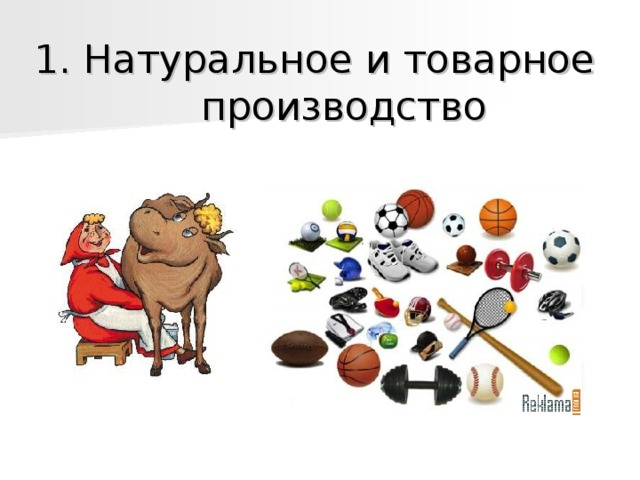 1. Натуральное и товарное
производство
Reklama